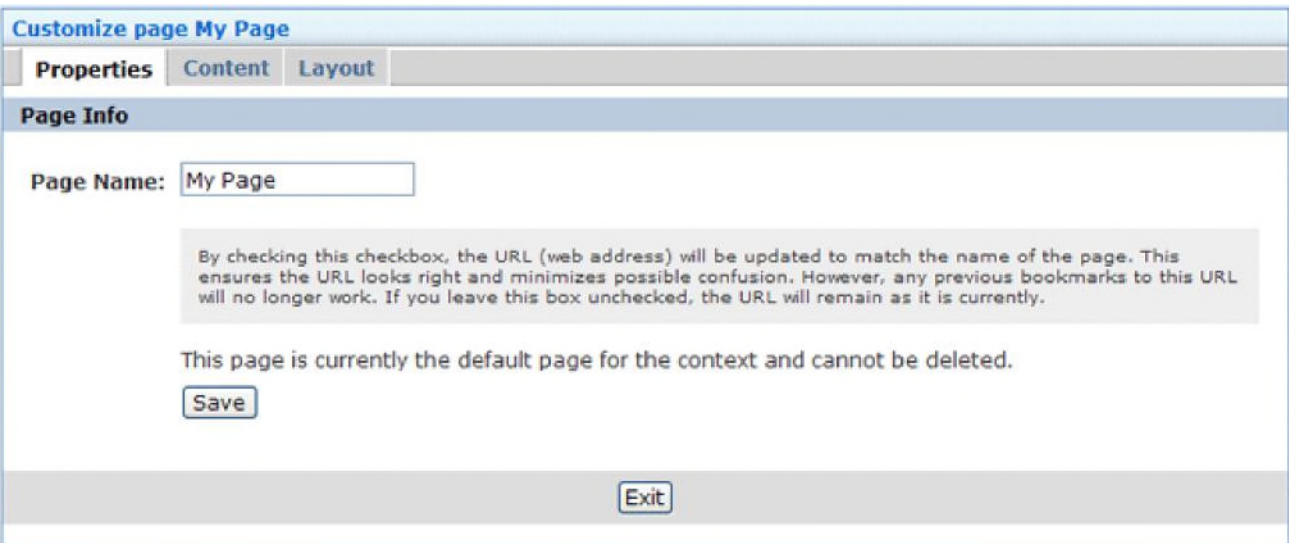 Customize page My Page
Properties Content Layout
Page Info
Page Name: My Page
By checking this checkbox, the URL (web address) will be updated to match the name of the page. This
ensures the URL looks right and minimizes possible confusion. However, any previous bookmarks to this URL
will no longer work. If you leave this box unchecked, the URL will remain as it is currently.
This page is currently the default page for the context and cannot be deleted.
Save
Exit